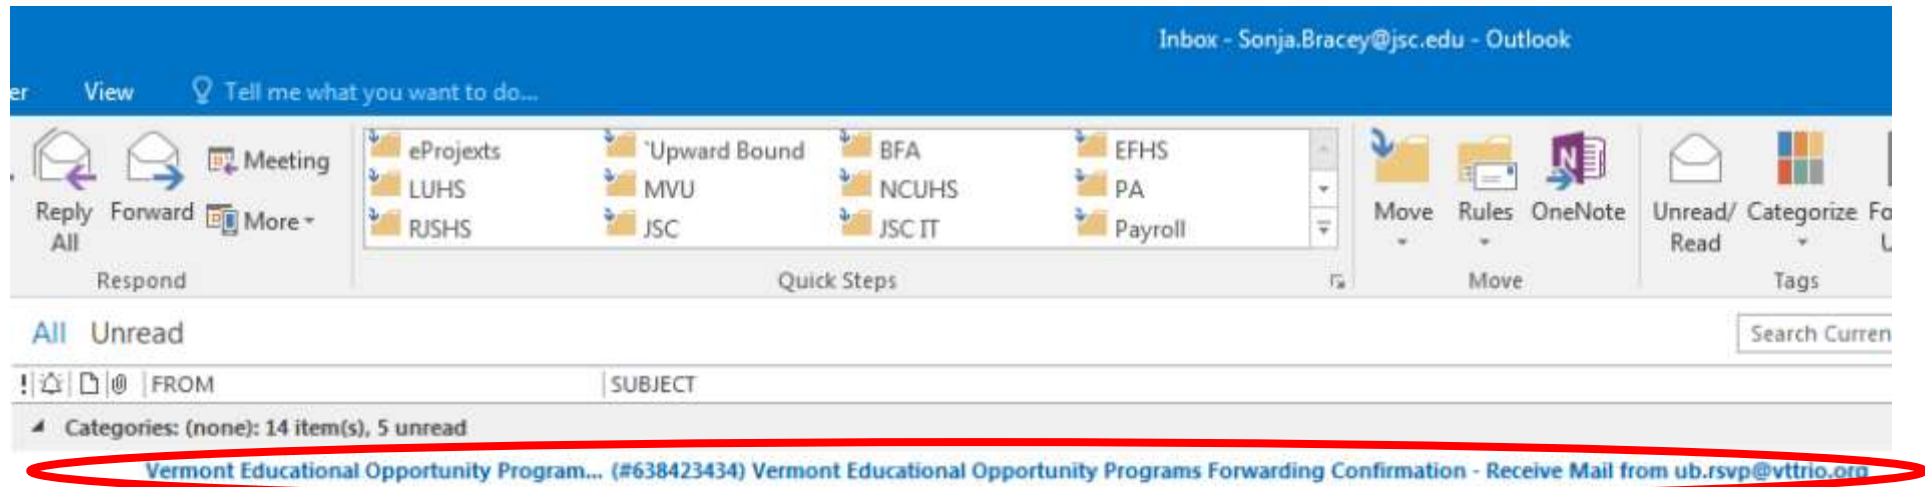 Inbox - Sonja.Bracey@jsc.edu - Outlook
er View Tell me what you want to do...
Meeting eProjexts `Upward Bound BFA EFHS
LUHS MVU NCUHS PA
Reply All Forward More RJSHS JSC JSC IT Payroll Move Rules OneNote Unread/ Read Categorize Fo U
Respond Quick Steps Move Tags
All Unread Search Curren
! FROM SUBJECT
Categories: (none): 14 item(s), 5 unread
Vermont Educational Opportunity Program... (#638423434) Vermont Educational Opportunity Programs Forwarding Confirmation - Receive Mail from ub.rsvp@vttrio.org